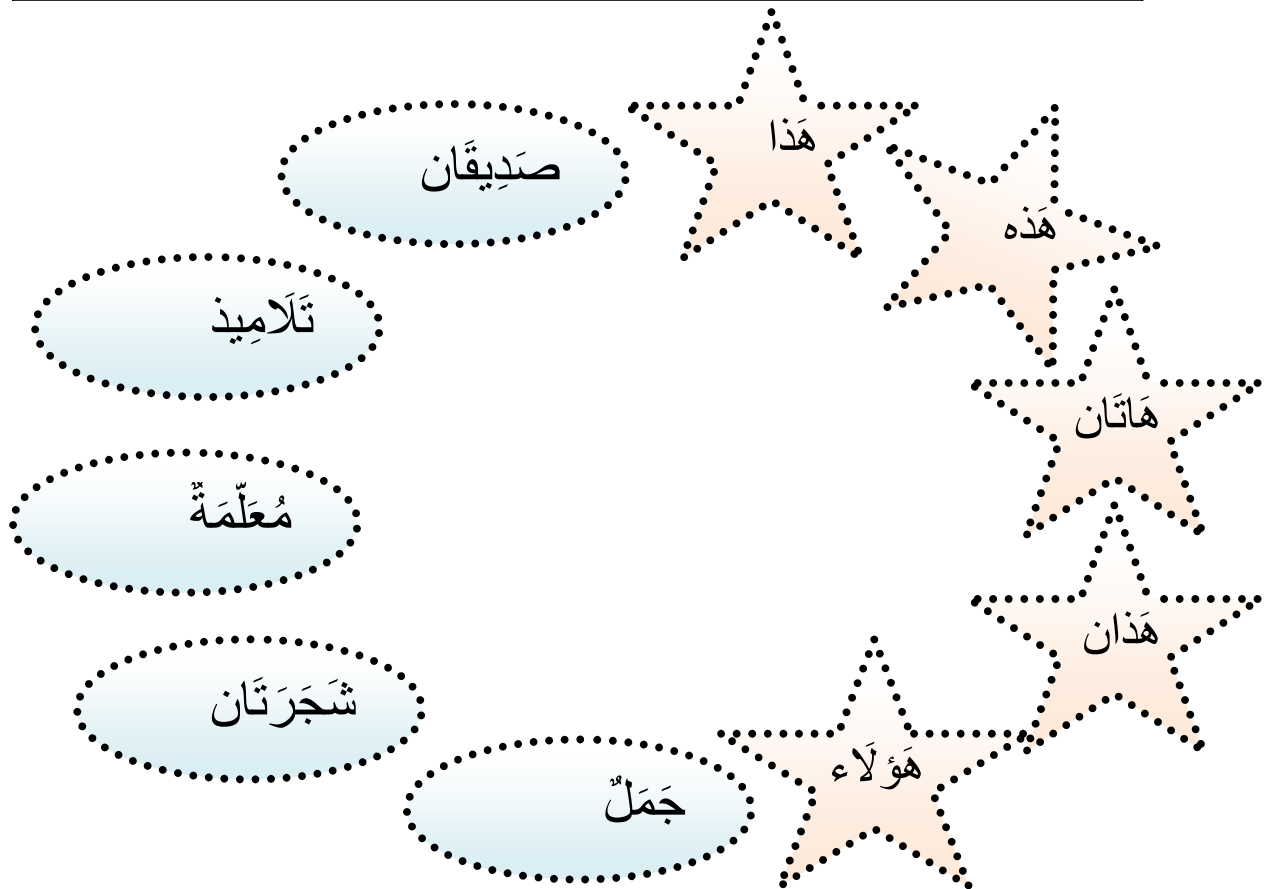 هَذا
صَدِيقَان
هَذه
تَلَامِيذ
هَاتَان
مُعَلّمَةٌ
هَذان
شَجَرَتَان
هَؤلَاء
جَمَلٌ